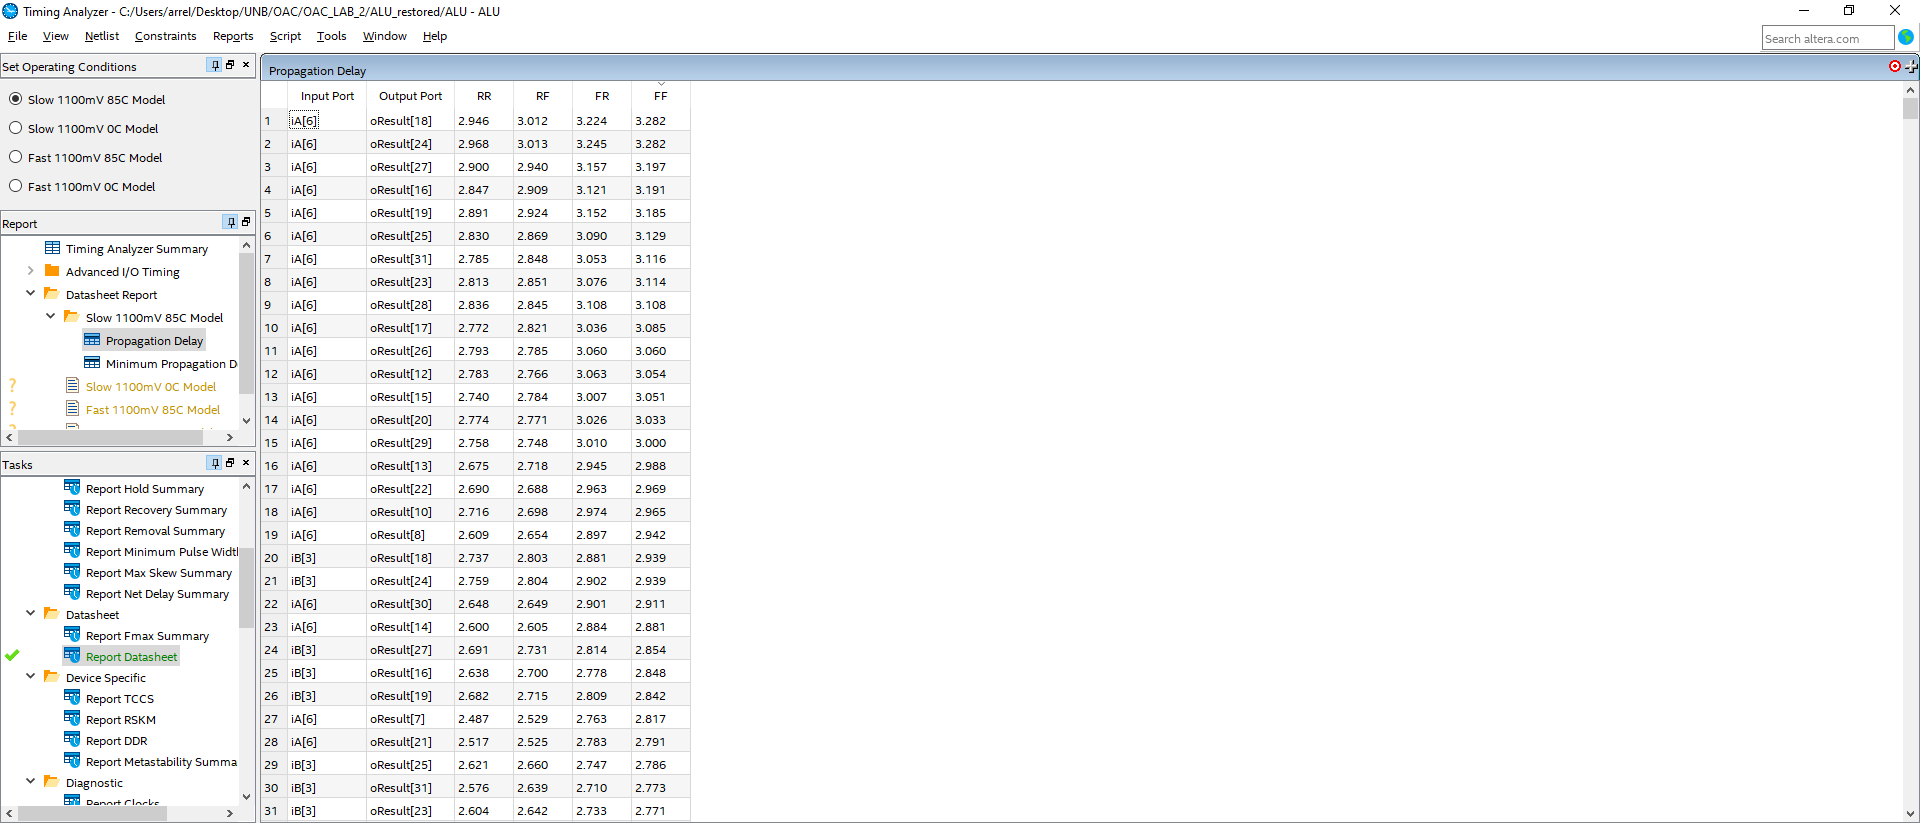 Timing Analyzer - C:/Users/arrel/Desktop/UNB/OAC/OAC_LAB_2/ALU_restored/ALU - ALU
File View Netlist Constraints Reports Script Tools Window Help
Search altera.com
Set Operating Conditions
Slow 1100mV 85C Model
Slow 1100mV 0C Model
Fast 1100mV 85C Model
Fast 1100mV 0C Model
Report
Timing Analyzer Summary
Advanced I/O Timing
Datasheet Report
Slow 1100mV 85C Model
Propagation Delay
Minimum Propagation D
? Slow 1100mV 0C Model
? Fast 1100mV 85C Model
Tasks
Report Hold Summary
Report Recovery Summary
Report Removal Summary
Report Minimum Pulse Widt
Report Max Skew Summary
Report Net Delay Summary
Datasheet
Report Fmax Summary
Report Datasheet
Device Specific
Report TCCS
Report RSKM
Report DDR
Report Metastability Summa
Diagnostic
Report Clocks
Propagation Delay
Input Port Output Port RR RF FR FF
1 iA[6] oResult[18] 2.946 3.012 3.224 3.282
2 iA[6] oResult[24] 2.968 3.013 3.245 3.282
3 iA[6] oResult[27] 2.900 2.940 3.157 3.197
4 iA[6] oResult[16] 2.847 2.909 3.121 3.191
5 iA[6] oResult[19] 2.891 2.924 3.152 3.185
6 iA[6] oResult[25] 2.830 2.869 3.090 3.129
7 iA[6] oResult[31] 2.785 2.848 3.053 3.116
8 iA[6] oResult[23] 2.813 2.851 3.076 3.114
9 iA[6] oResult[28] 2.836 2.845 3.108 3.108
10 iA[6] oResult[17] 2.772 2.821 3.036 3.085
11 iA[6] oResult[26] 2.793 2.785 3.060 3.060
12 iA[6] oResult[12] 2.783 2.766 3.063 3.054
13 iA[6] oResult[15] 2.740 2.784 3.007 3.051
14 iA[6] oResult[20] 2.774 2.771 3.026 3.033
15 iA[6] oResult[29] 2.758 2.748 3.010 3.000
16 iA[6] oResult[13] 2.675 2.718 2.945 2.988
17 iA[6] oResult[22] 2.690 2.688 2.963 2.969
18 iA[6] oResult[10] 2.716 2.698 2.974 2.965
19 iA[6] oResult[8] 2.609 2.654 2.897 2.942
20 iB[3] oResult[18] 2.737 2.803 2.881 2.939
21 iB[3] oResult[24] 2.759 2.804 2.902 2.939
22 iA[6] oResult[30] 2.648 2.649 2.901 2.911
23 iA[6] oResult[14] 2.600 2.605 2.884 2.881
24 iB[3] oResult[27] 2.691 2.731 2.814 2.854
25 iB[3] oResult[16] 2.638 2.700 2.778 2.848
26 iB[3] oResult[19] 2.682 2.715 2.809 2.842
27 iA[6] oResult[7] 2.487 2.529 2.763 2.817
28 iA[6] oResult[21] 2.517 2.525 2.783 2.791
29 iB[3] oResult[25] 2.621 2.660 2.747 2.786
30 iB[3] oResult[31] 2.576 2.639 2.710 2.773
31 iB[3] oResult[23] 2.604 2.642 2.733 2.771